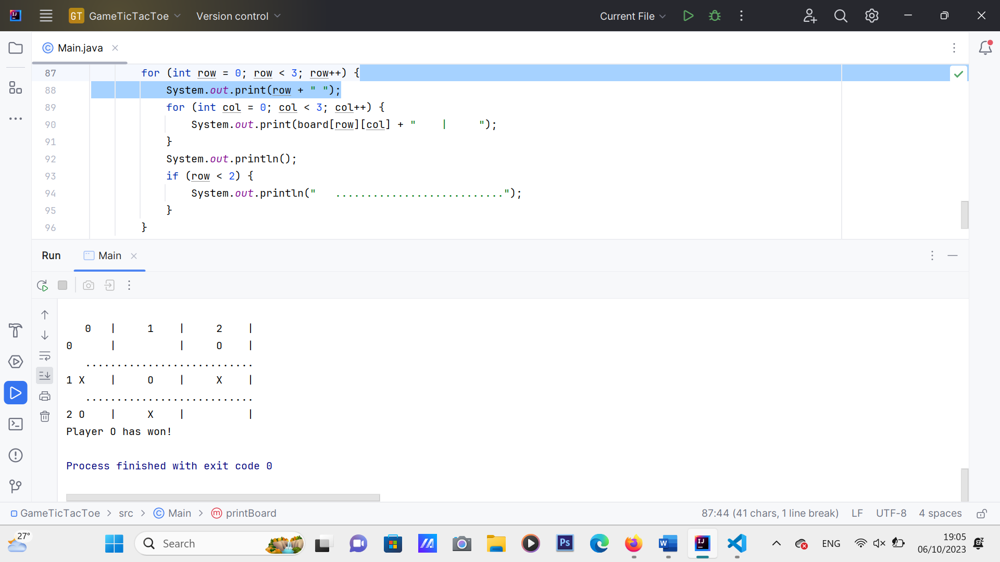 GT GameTicTacToe Version control Current File
Main.java
87 for (int row = 0; row < 3; row++) {
88 System.out.print(row + " ");
89 for (int col = 0; col < 3; col++) {
90 System.out.print(board[row][col] + "    |     ");
91 }
92 System.out.println();
93 if (row < 2) {
94 System.out.println("   ...........................");
95 }
96 }
Run Main
   0   |     1    |     2    |
0      |          |     O    |
   ...........................
1 X    |     O    |     X    |
   ...........................
2 O    |     X    |          |
Player O has won!
Process finished with exit code 0
GameTicTacToe > src > Main > printBoard 87:44 (41 chars, 1 line break) LF UTF-8 4 spaces
27° Search Ps W IJ ENG 19:05
06/10/2023